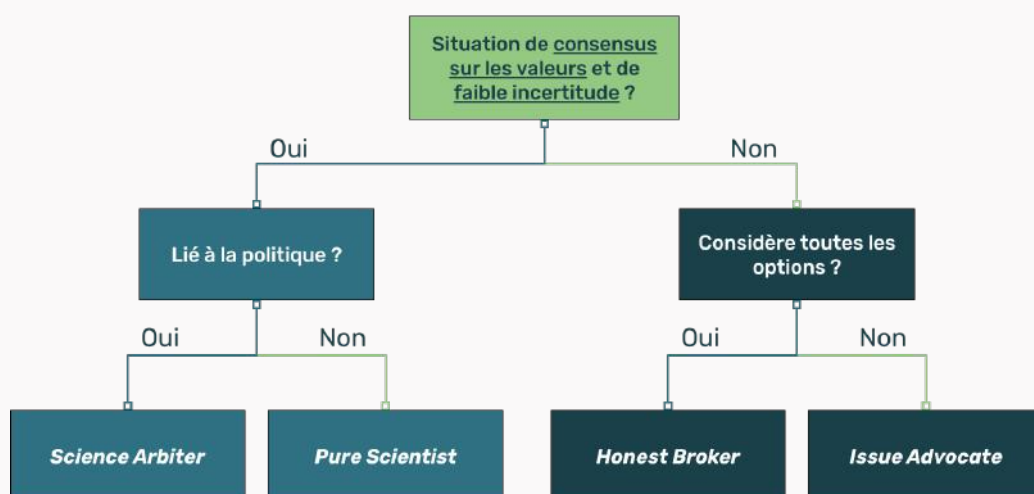 Situation de consensus
sur les valeurs et de
faible incertitude ?
Oui
Non
Lié à la politique ?
Considère toutes les
options ?
Oui
Non
Oui
Non
Science Arbiter
Pure Scientist
Honest Broker
Issue Advocate